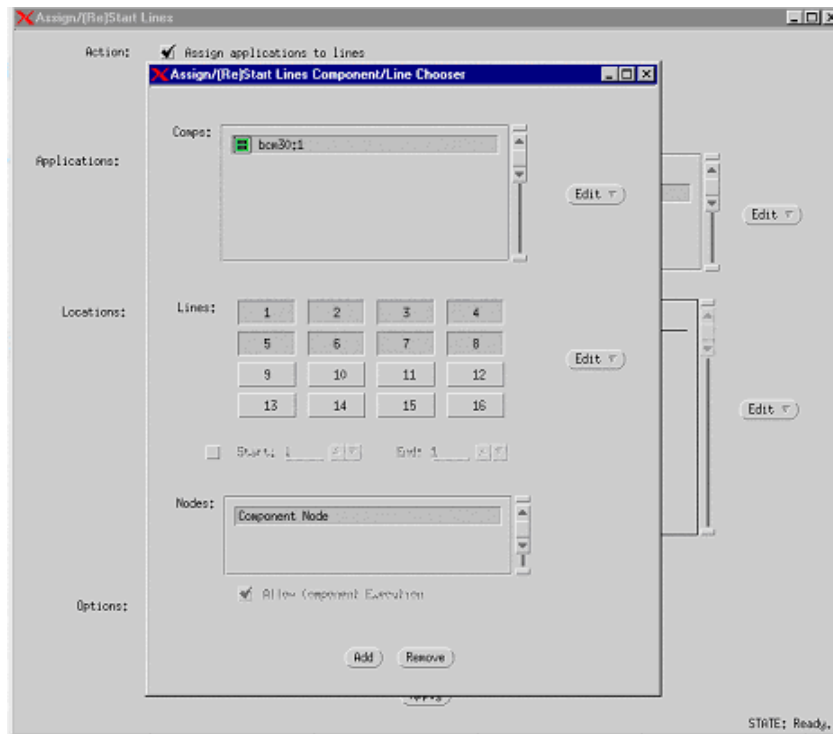 Assign/(Re)Start Lines
Action: Assign applications to lines
Assign/(Re)Start Lines Component/Line Chooser
Comps: bcm30:1
Edit
Applications:
Edit
Locations:
Lines: 1 2 3 4
5 6 7 8
Edit
9 10 11 12
13 14 15 16
Edit
Start: 1 End: 1
Nodes: Component Node
Allow Component Execution
Options:
Add Remove
STATE: Ready.